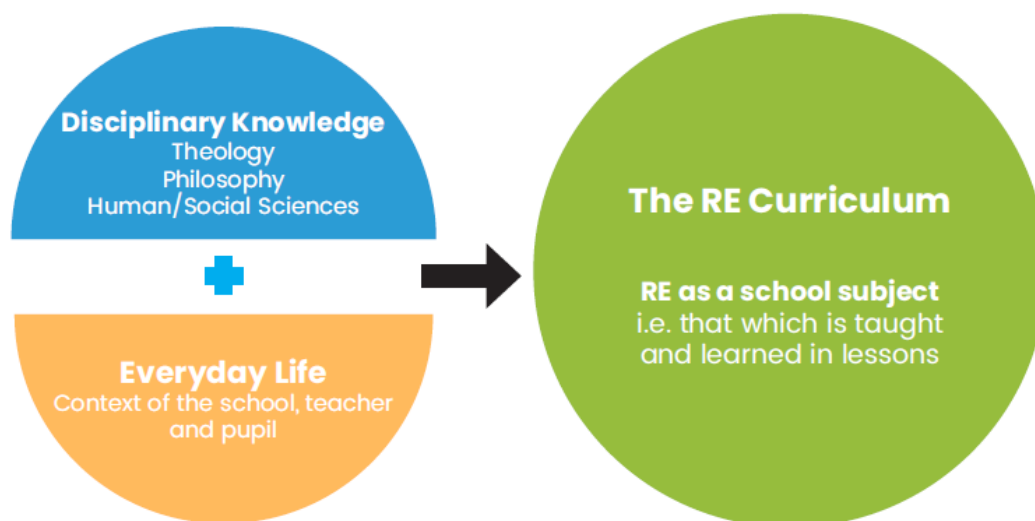 Disciplinary Knowledge
Theology
Philosophy
Human/Social Sciences
Everyday Life
Context of the school, teacher
and pupil
The RE Curriculum
RE as a school subject
i.e. that which is taught
and learned in lessons